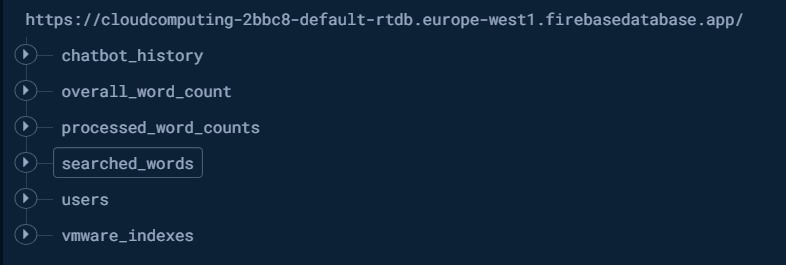 https://cloudcomputing-2bbc8-default-rtdb.europe-west1.firebasedatabase.app/
chatbot_history
overall_word_count
processed_word_counts
searched_words
users
vmware_indexes